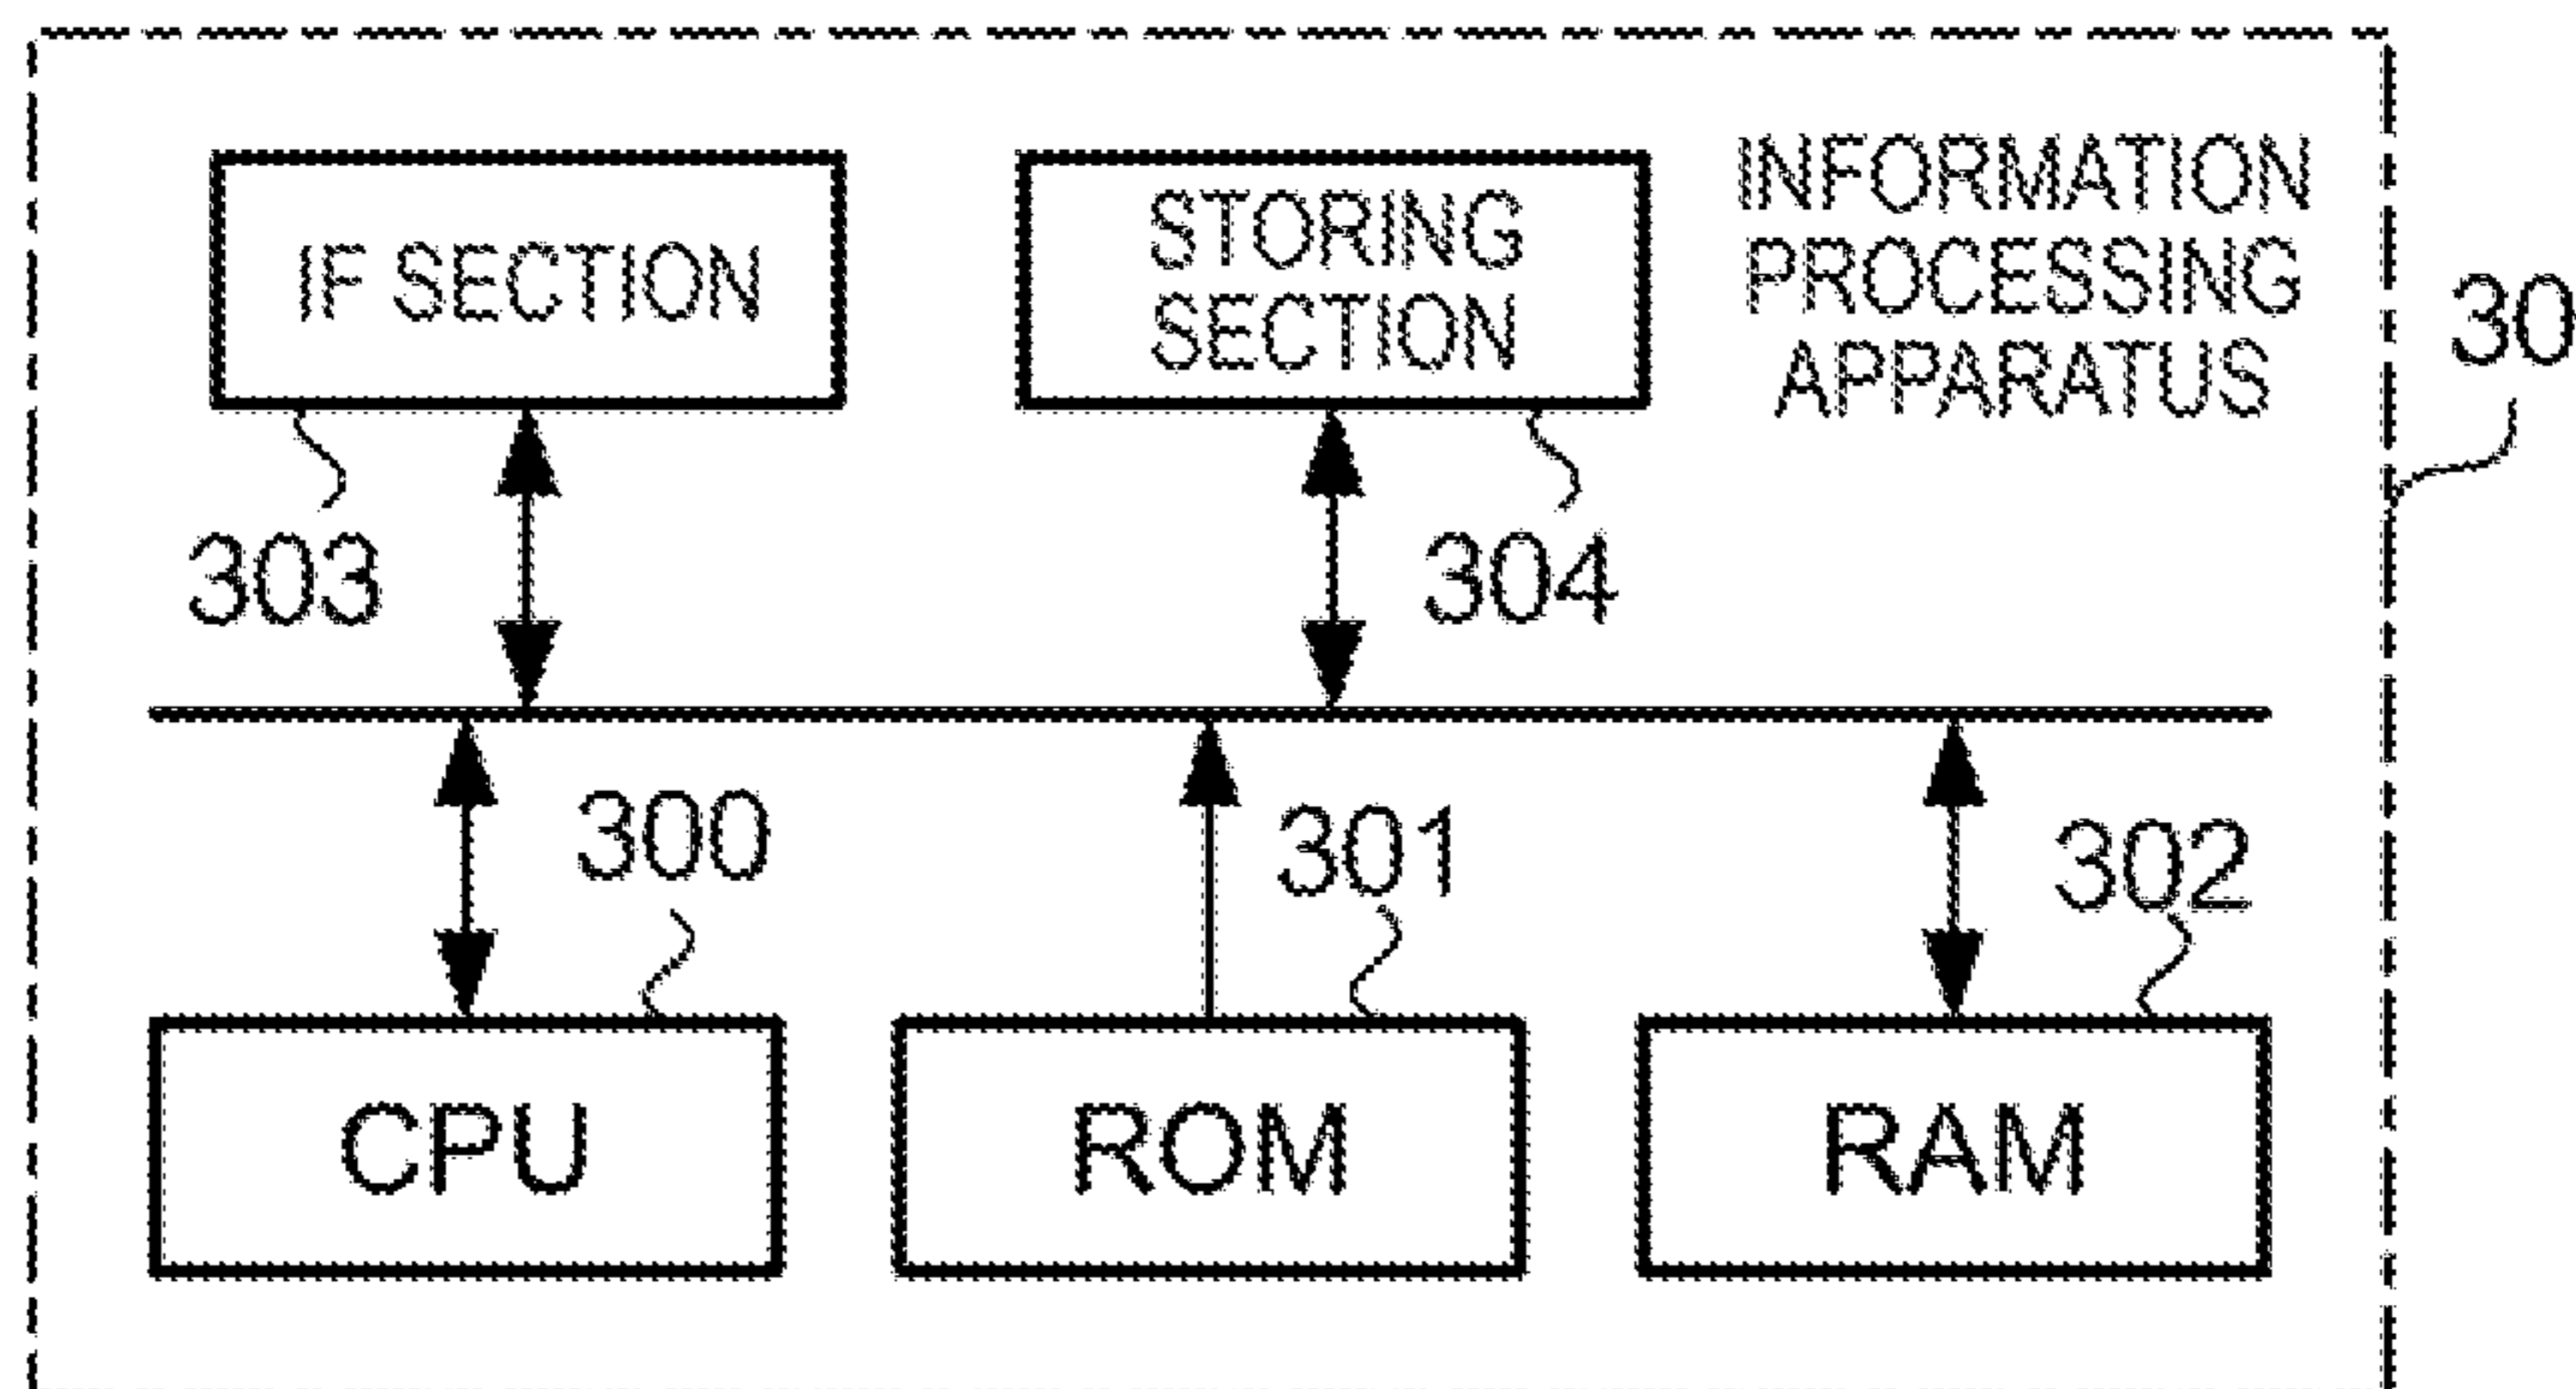 IF SECTION
STORING
SECTION
INFORMATION
PROCESSING
APPARATUS
30
303
304
300
301
302
CPU
ROM
RAM